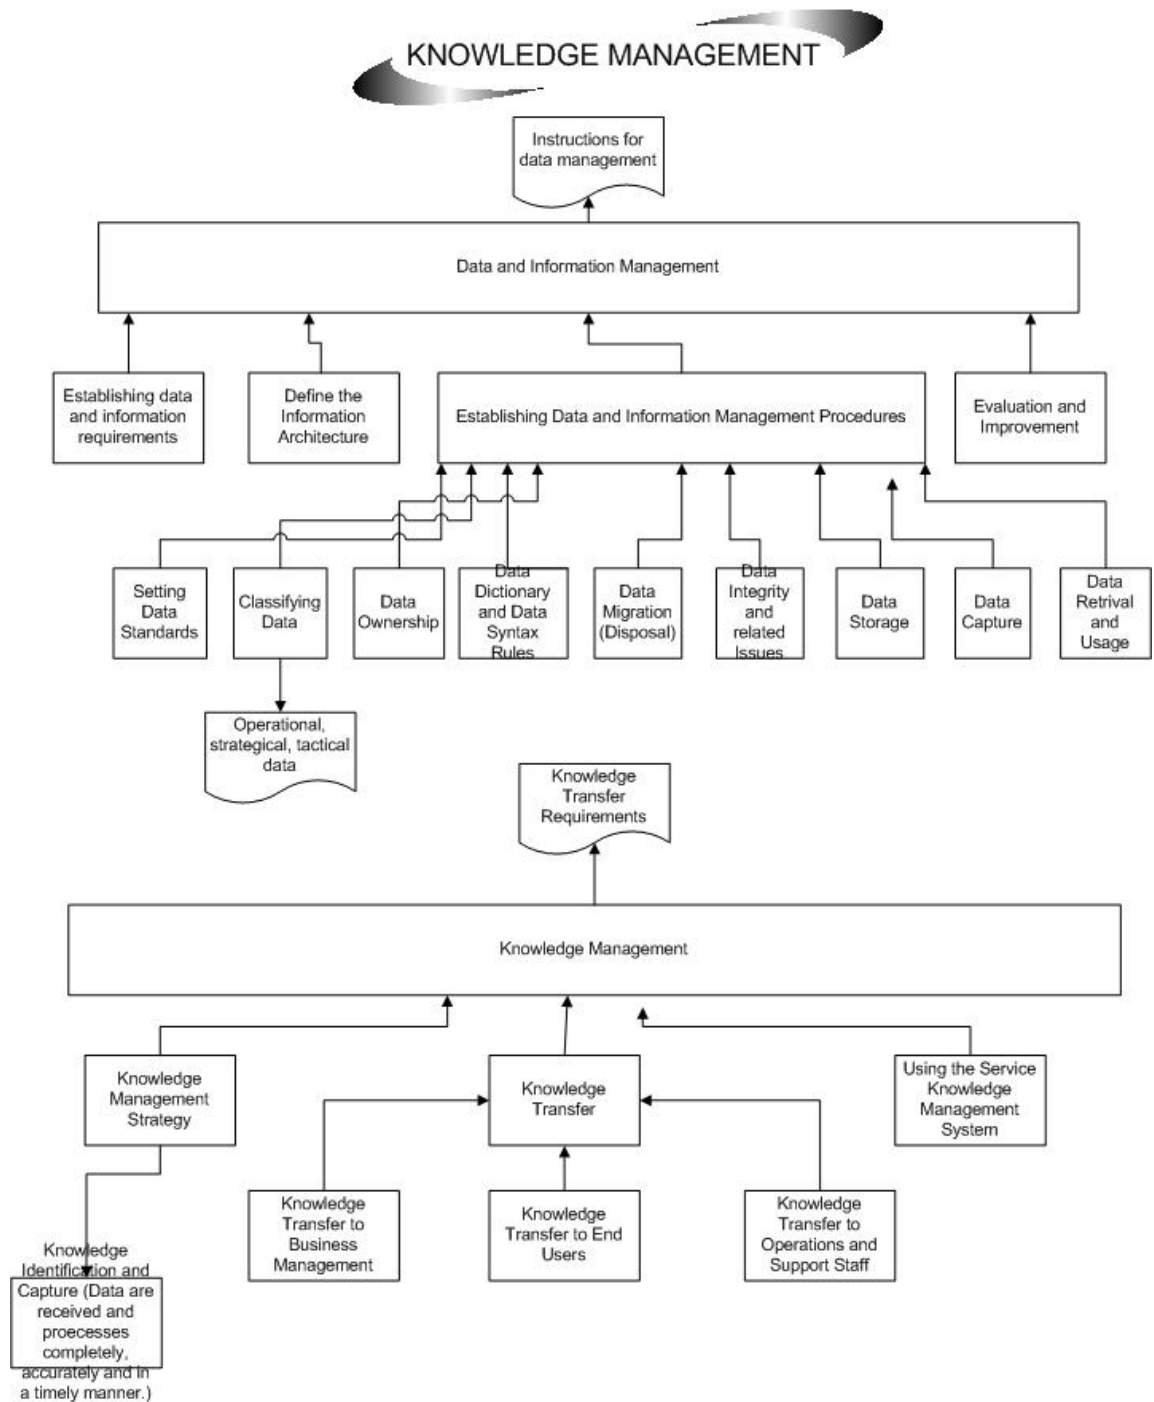 KNOWLEDGE MANAGEMENT
Instructions for
data management
Data and Information Management
Establishing data
and information
requirements
Define the
Information
Architecture
Establishing Data and Information Management Procedures
Evaluation and
Improvement
Setting
Data
Standards
Classifying
Data
Data
Ownership
Data
Dictionary
and Data
Syntax
Rules
Data
Migration
(Disposal)
Data
Integrity
and
related
Issues
Data
Storage
Data
Capture
Data
Retrival
and
Usage
Operational,
strategical, tactical
data
Knowledge
Transfer
Requirements
Knowledge Management
Knowledge
Management
Strategy
Knowledge
Transfer
Using the Service
Knowledge
Management
System
Knowledge
Transfer to
Business
Management
Knowledge
Transfer to End
Users
Knowledge
Transfer to
Operations and
Support Staff
Knowledge
Identification and
Capture (Data are
received and
proecesses
completely,
accurately and in
a timely manner.)